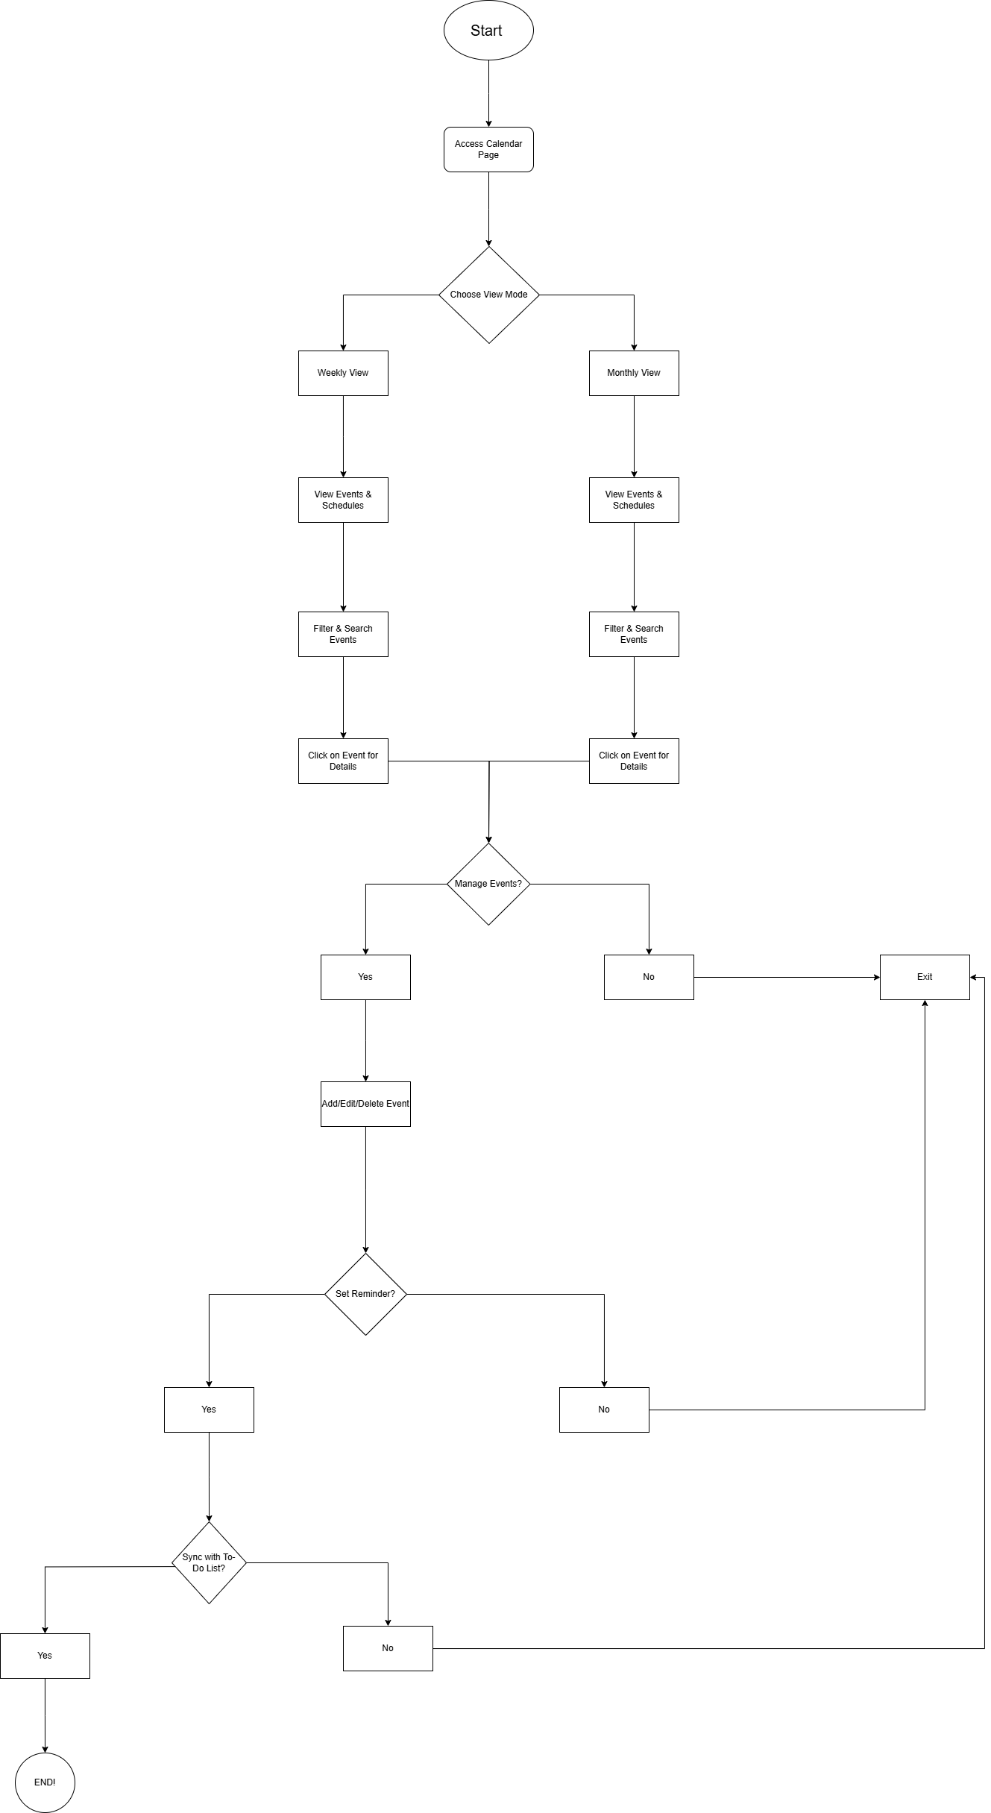 Start
Access Calendar
Page
Choose View Mode
Weekly View
Monthly View
View Events &
Schedules
View Events &
Schedules
Filter & Search
Events
Filter & Search
Events
Click on Event for
Details
Click on Event for
Details
Manage Events?
Yes
No
Exit
Add/Edit/Delete Event
Set Reminder?
Yes
No
Sync with To-
Do List?
Yes
No
END!